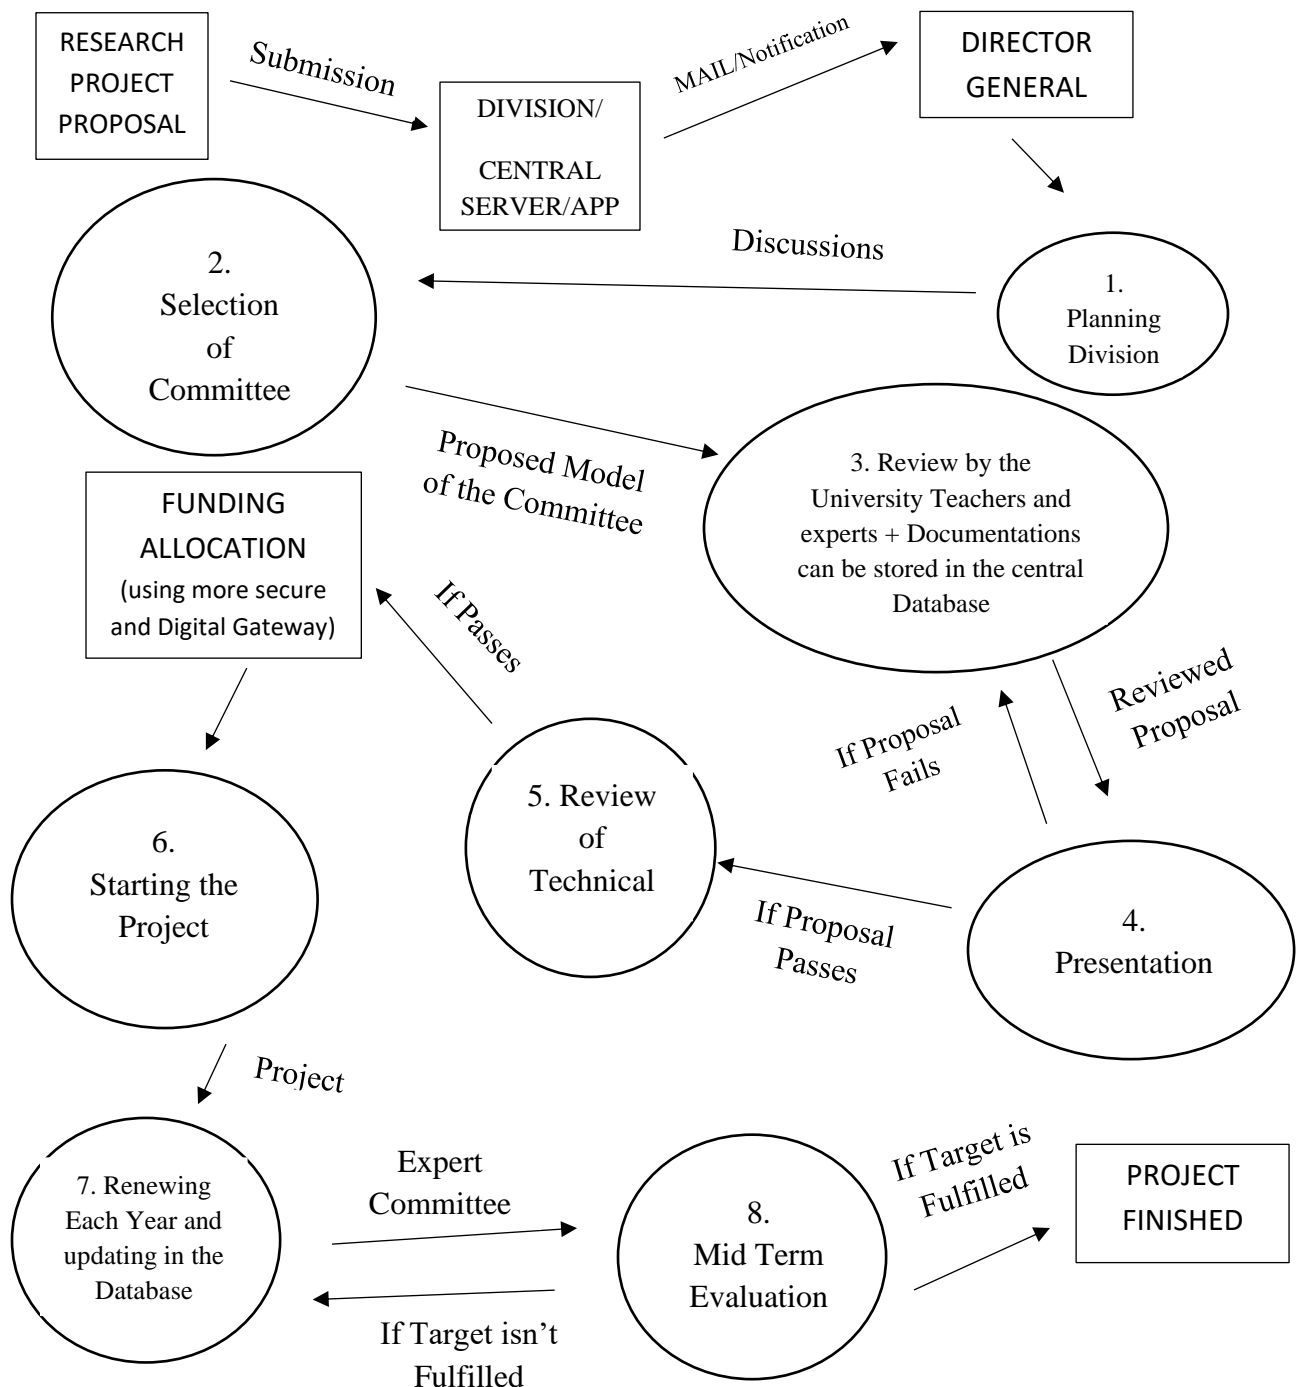 RESEARCH
PROJECT
PROPOSAL
Submission
DIVISION/
CENTRAL
SERVER/APP
MAIL/Notification
DIRECTOR
GENERAL
Discussions
1.
Planning
Division
2.
Selection
of
Committee
Proposed Model
of the Committee
3. Review by the
University Teachers and
experts + Documentations
can be stored in the central
Database
FUNDING
ALLOCATION
(using more secure
and Digital Gateway)
If Passes
If Proposal
Fails
Reviewed
Proposal
5. Review
of
Technical
If Proposal
Passes
4.
Presentation
6.
Starting the
Project
Project
7. Renewing
Each Year and
updating in the
Database
Expert
Committee
If Target isn’t
Fulfilled
8.
Mid Term
Evaluation
If Target is
Fulfilled
PROJECT
FINISHED